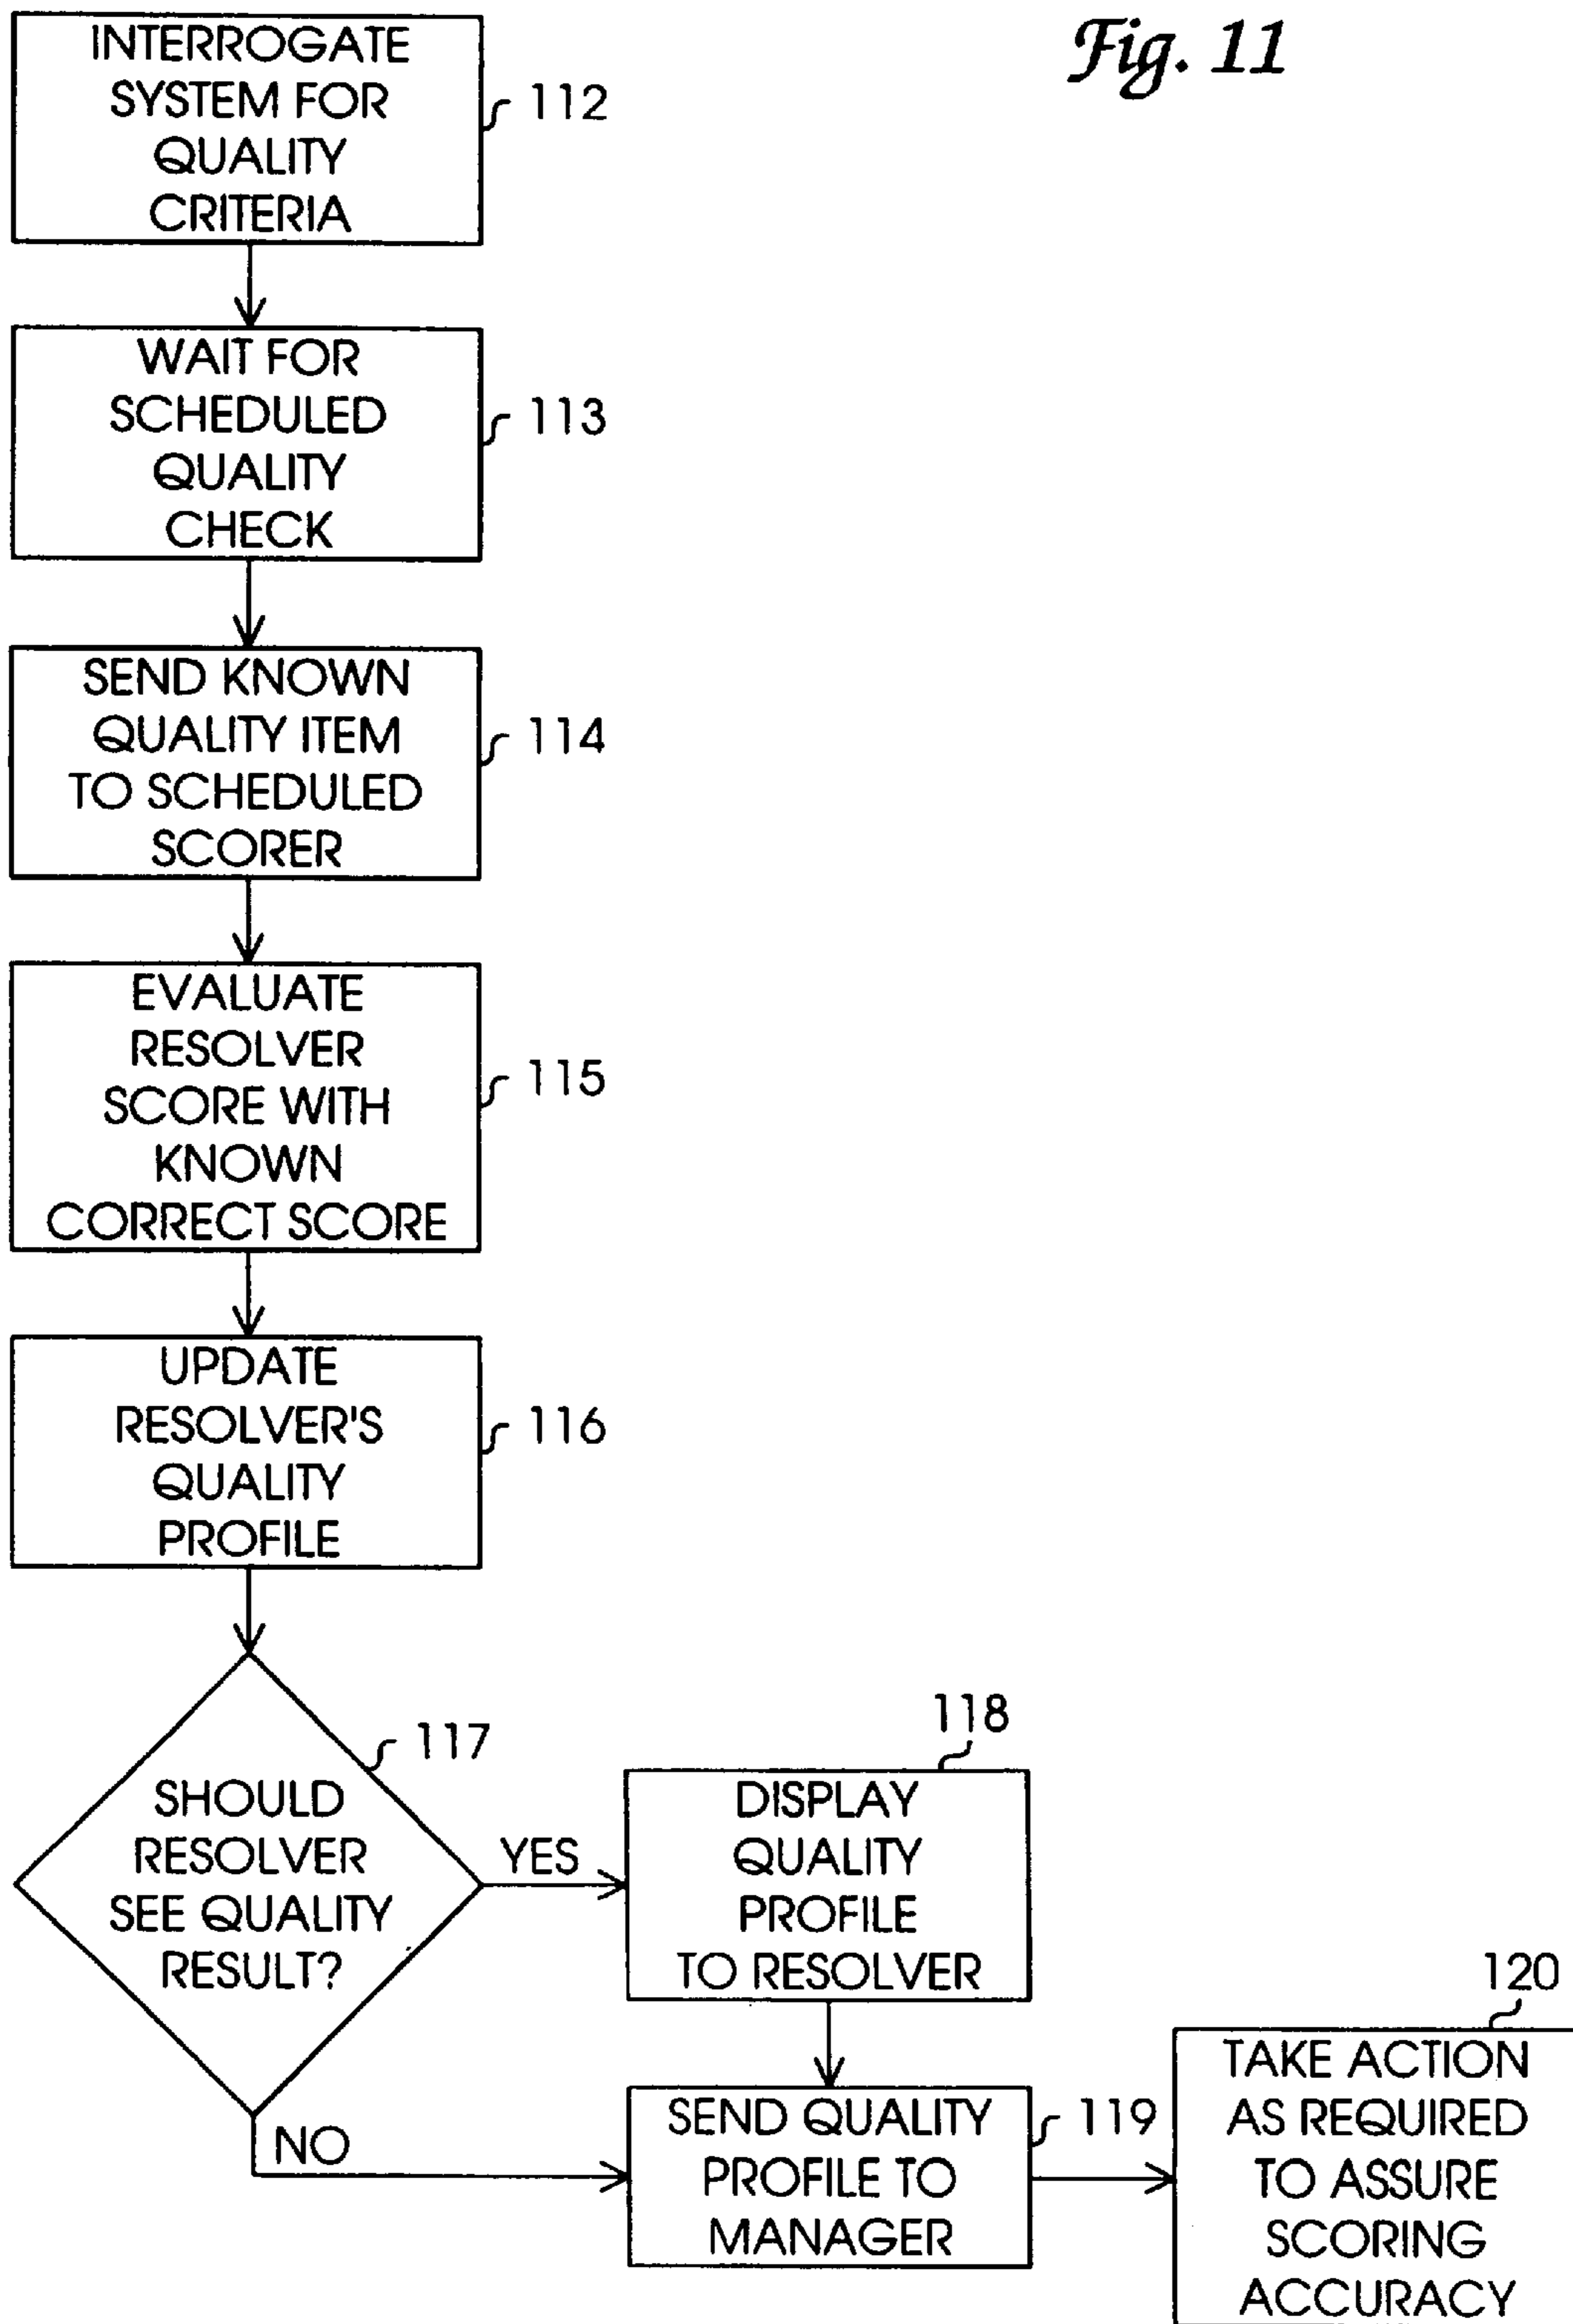 Fig. 11
INTERROGATE
SYSTEM FOR
QUALITY
CRITERIA
112
WAIT FOR
SCHEDULED
QUALITY
CHECK
113
SEND KNOWN
QUALITY ITEM
TO SCHEDULED
SCORER
114
EVALUATE
RESOLVER
SCORE WITH
KNOWN
CORRECT SCORE
115
UPDATE
RESOLVER'S
QUALITY
PROFILE
116
SHOULD
RESOLVER
SEE QUALITY
RESULT?
117
YES
NO
118
DISPLAY
QUALITY
PROFILE
TO RESOLVER
SEND QUALITY
PROFILE TO
MANAGER
119
120
TAKE ACTION
AS REQUIRED
TO ASSURE
SCORING
ACCURACY